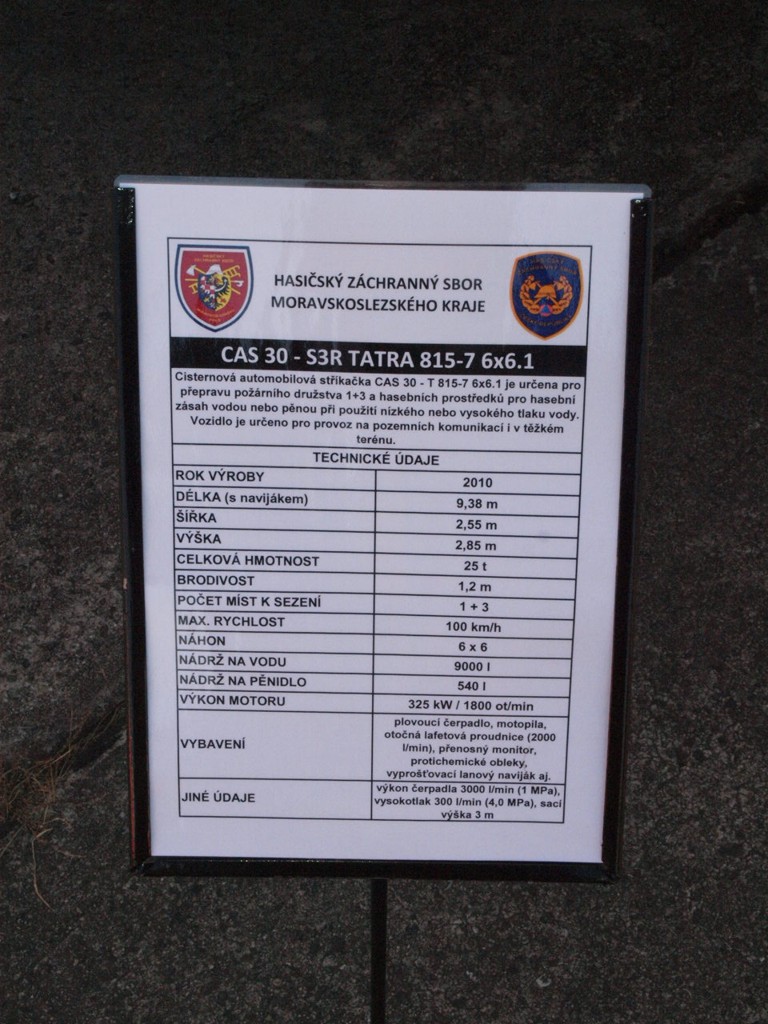 HASIČSKÝ ZÁCHRANNÝ SBOR
MORAVSKOSLEZSKÉHO KRAJE
CAS 30 - S3R TATRA 815-7 6x6.1
Cisternová automobilová stříkačka CAS 30 - T 815-7 6x6.1 je určena pro
přepravu požárního družstva 1+3 a hasebních prostředků pro hasební
zásah vodou nebo pěnou při použití nízkého nebo vysokého tlaku vody.
Vozidlo je určeno pro provoz na pozemních komunikací i v těžkém
terénu.
TECHNICKÉ ÚDAJE
ROK VÝROBY 2010
DÉLKA (s navijákem) 9,38 m
ŠÍŘKA 2,55 m
VÝŠKA 2,85 m
CELKOVÁ HMOTNOST 25 t
BRODIVOST 1,2 m
POČET MÍST K SEZENÍ 1 + 3
MAX. RYCHLOST 100 km/h
NÁHON 6 x 6
NÁDRŽ NA VODU 9000 l
NÁDRŽ NA PĚNIDLO 540 l
VÝKON MOTORU 325 kW / 1800 ot/min
VYBAVENÍ
plovoucí čerpadlo, motopila,
otočná lafetová proudnice (2000
l/min), přenosný monitor,
protichemické obleky,
vyprošťovací lanový naviják aj.
JINÉ ÚDAJE
výkon čerpadla 3000 l/min (1 MPa),
vysokotlak 300 l/min (4,0 MPa), sací
výška 3 m